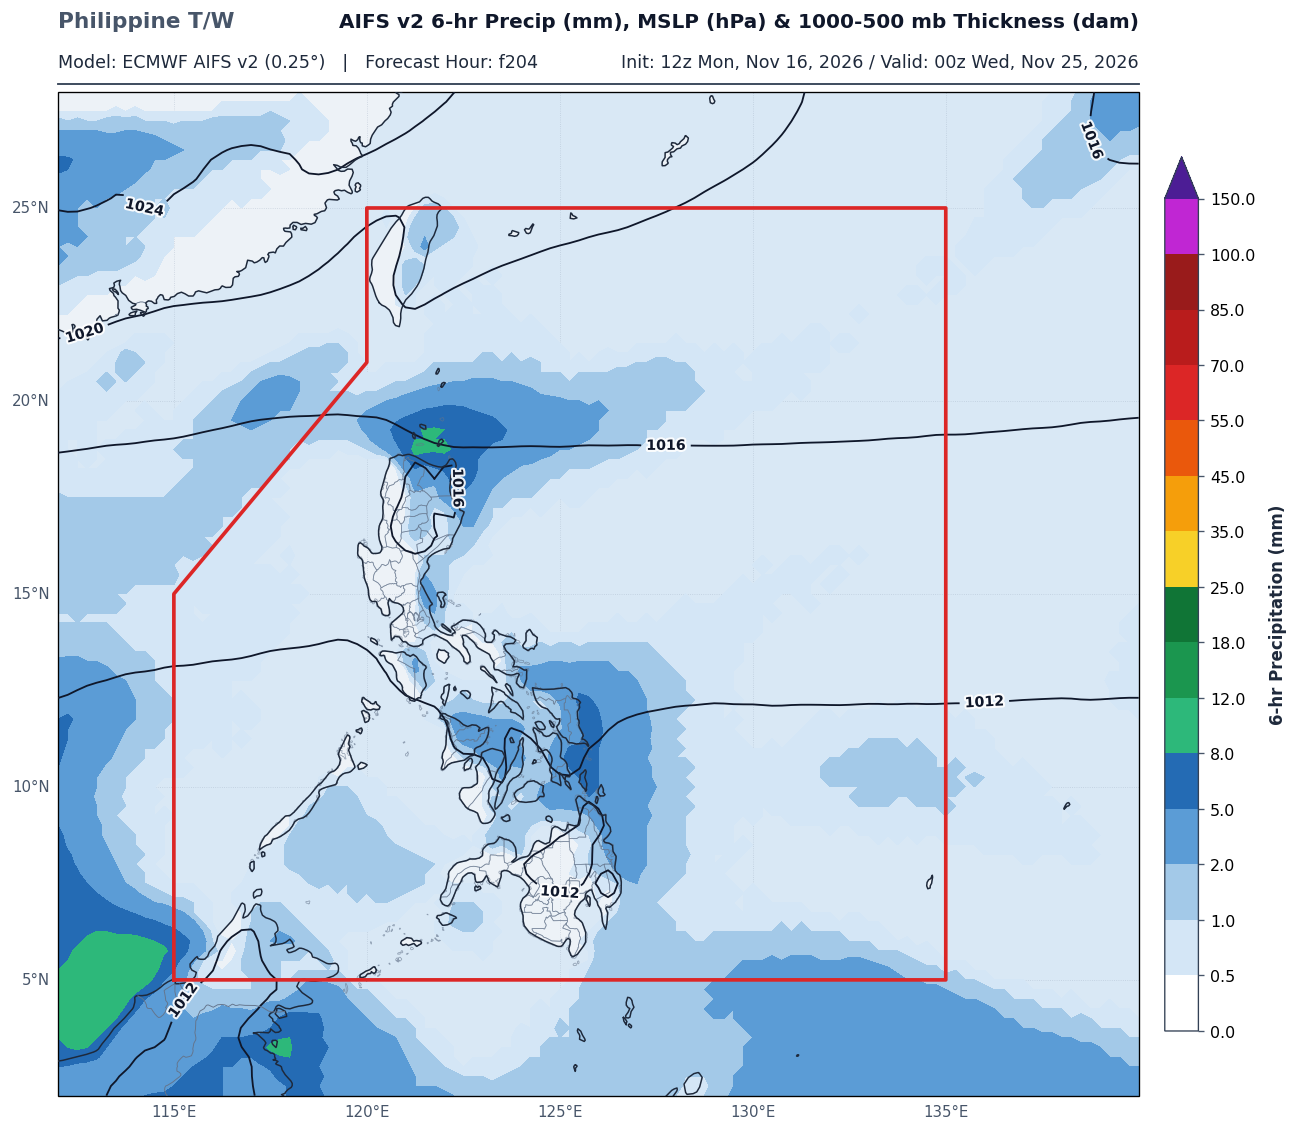 Philippine T/W
AIFS v2 6-hr Precip (mm), MSLP (hPa) & 1000-500 mb Thickness (dam)
Model: ECMWF AIFS v2 (0.25°) | Forecast Hour: f204
Init: 12z Mon, Nov 16, 2026 / Valid: 00z Wed, Nov 25, 2026
25°N
20°N
15°N
10°N
5°N
115°E
120°E
125°E
130°E
135°E
1016
1024
1020
1016
1016
1012
1012
1012
150.0
100.0
85.0
70.0
55.0
45.0
35.0
25.0
18.0
12.0
8.0
5.0
2.0
1.0
0.5
0.0
6-hr Precipitation (mm)